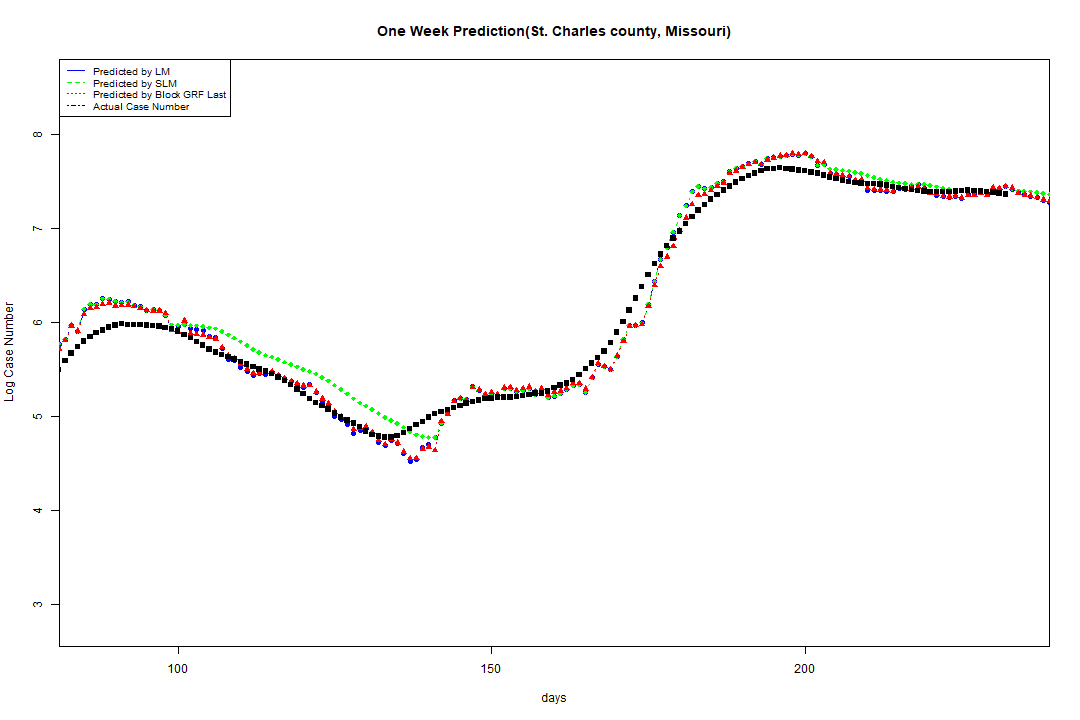 One Week Prediction(St. Charles county, Missouri)
Predicted by LM
Predicted by SLM
Predicted by Block GRF Last
Actual Case Number
8
7
6
5
4
3
Log Case Number
100 150 200
days